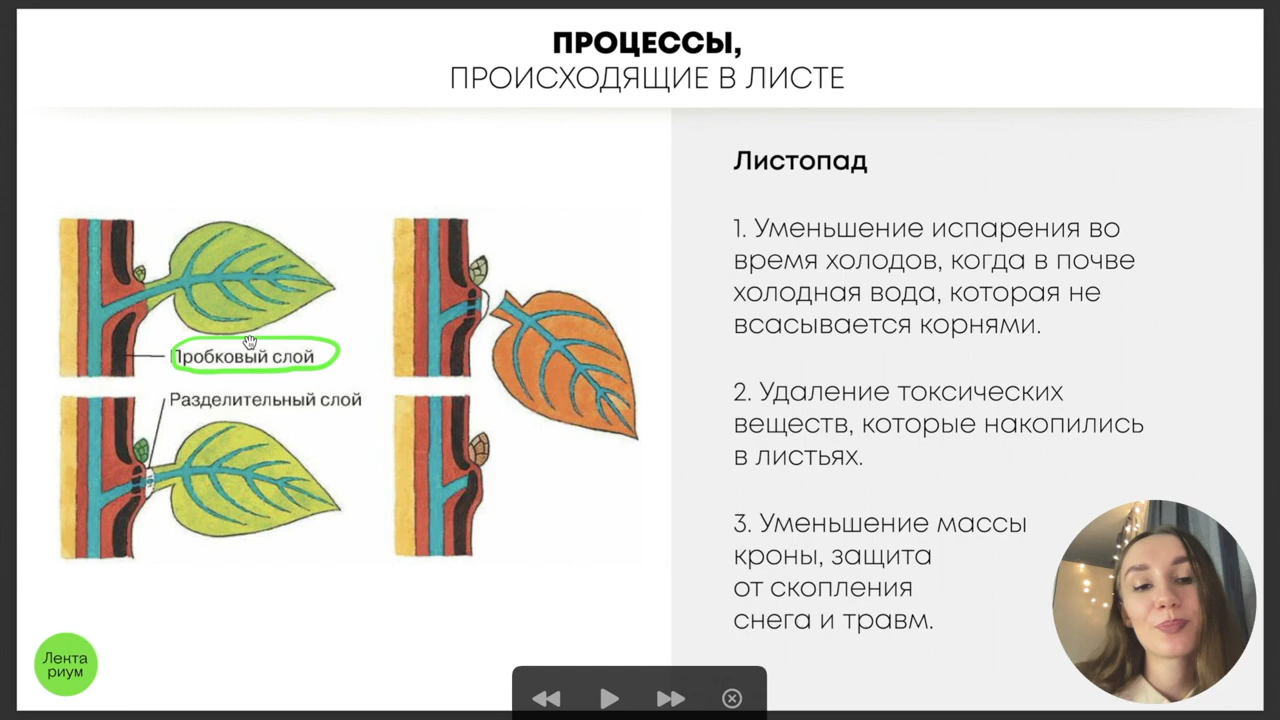 ПРОЦЕССЫ,
ПРОИСХОДЯЩИЕ В ЛИСТЕ
Пробковый слой
Разделительный слой
Листопад
1. Уменьшение испарения во
время холодов, когда в почве
холодная вода, которая не
всасывается корнями.
2. Удаление токсических
веществ, которые накопились
в листьях.
3. Уменьшение массы
кроны, защита
от скопления
снега и травм.
Лента
риум